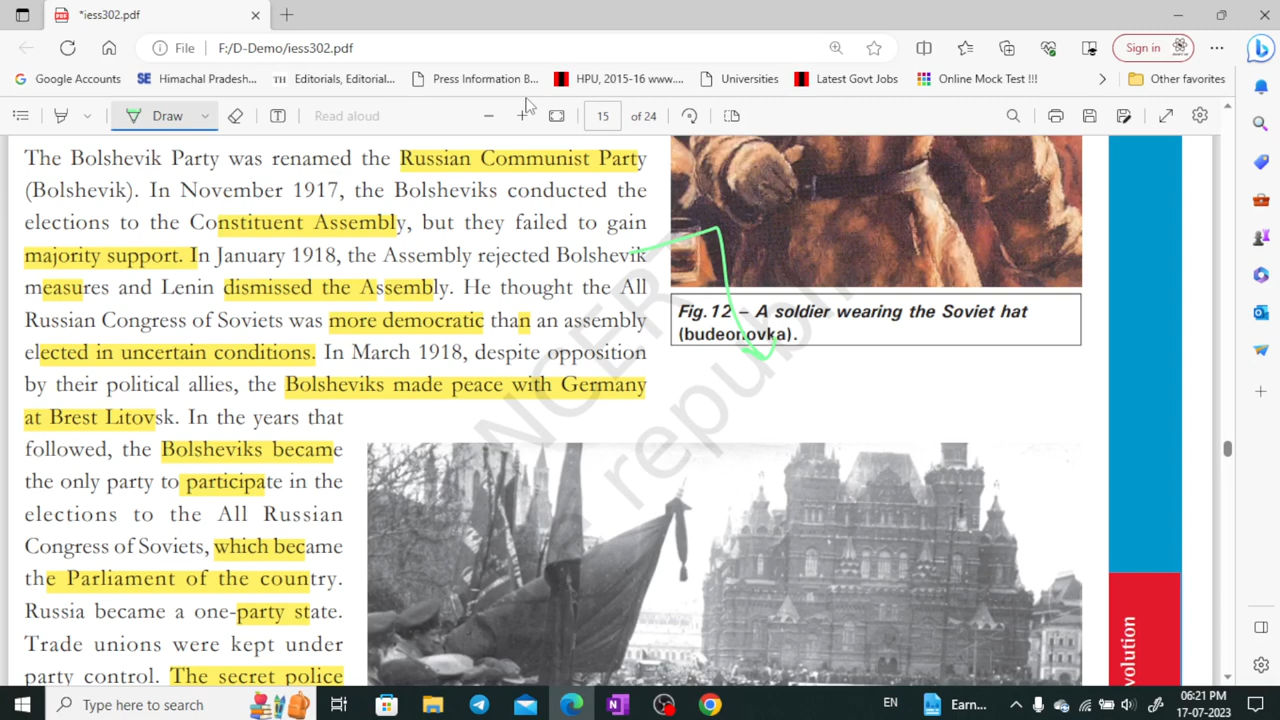 *iess302.pdf
File F:/D-Demo/iess302.pdf
Sign in
Google Accounts
SE Himachal Pradesh...
TH Editorials, Editorial...
Press Information B...
HPU, 2015-16 www....
Universities
Latest Govt Jobs
Online Mock Test !!!
Other favorites
Draw
Read aloud
15 of 24
The Bolshevik Party was renamed the Russian Communist Party
(Bolshevik). In November 1917, the Bolsheviks conducted the
elections to the Constituent Assembly, but they failed to gain
majority support. In January 1918, the Assembly rejected Bolshevik
measures and Lenin dismissed the Assembly. He thought the All
Russian Congress of Soviets was more democratic than an assembly
elected in uncertain conditions. In March 1918, despite opposition
by their political allies, the Bolsheviks made peace with Germany
at Brest Litovsk. In the years that
followed, the Bolsheviks became
the only party to participate in the
elections to the All Russian
Congress of Soviets, which became
the Parliament of the country.
Russia became a one-party state.
Trade unions were kept under
party control. The secret police
Fig.12 – A soldier wearing the Soviet hat
(budeonovka).
NCERT
republi
volution
Type here to search
EN
Earn...
06:21 PM
17-07-2023